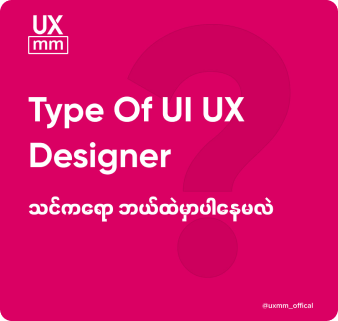 UX
mm
Type Of UI UX
Designer
သင်ကရော ဘယ်ထဲမှာပါနေမလဲ
@uxmm_offical